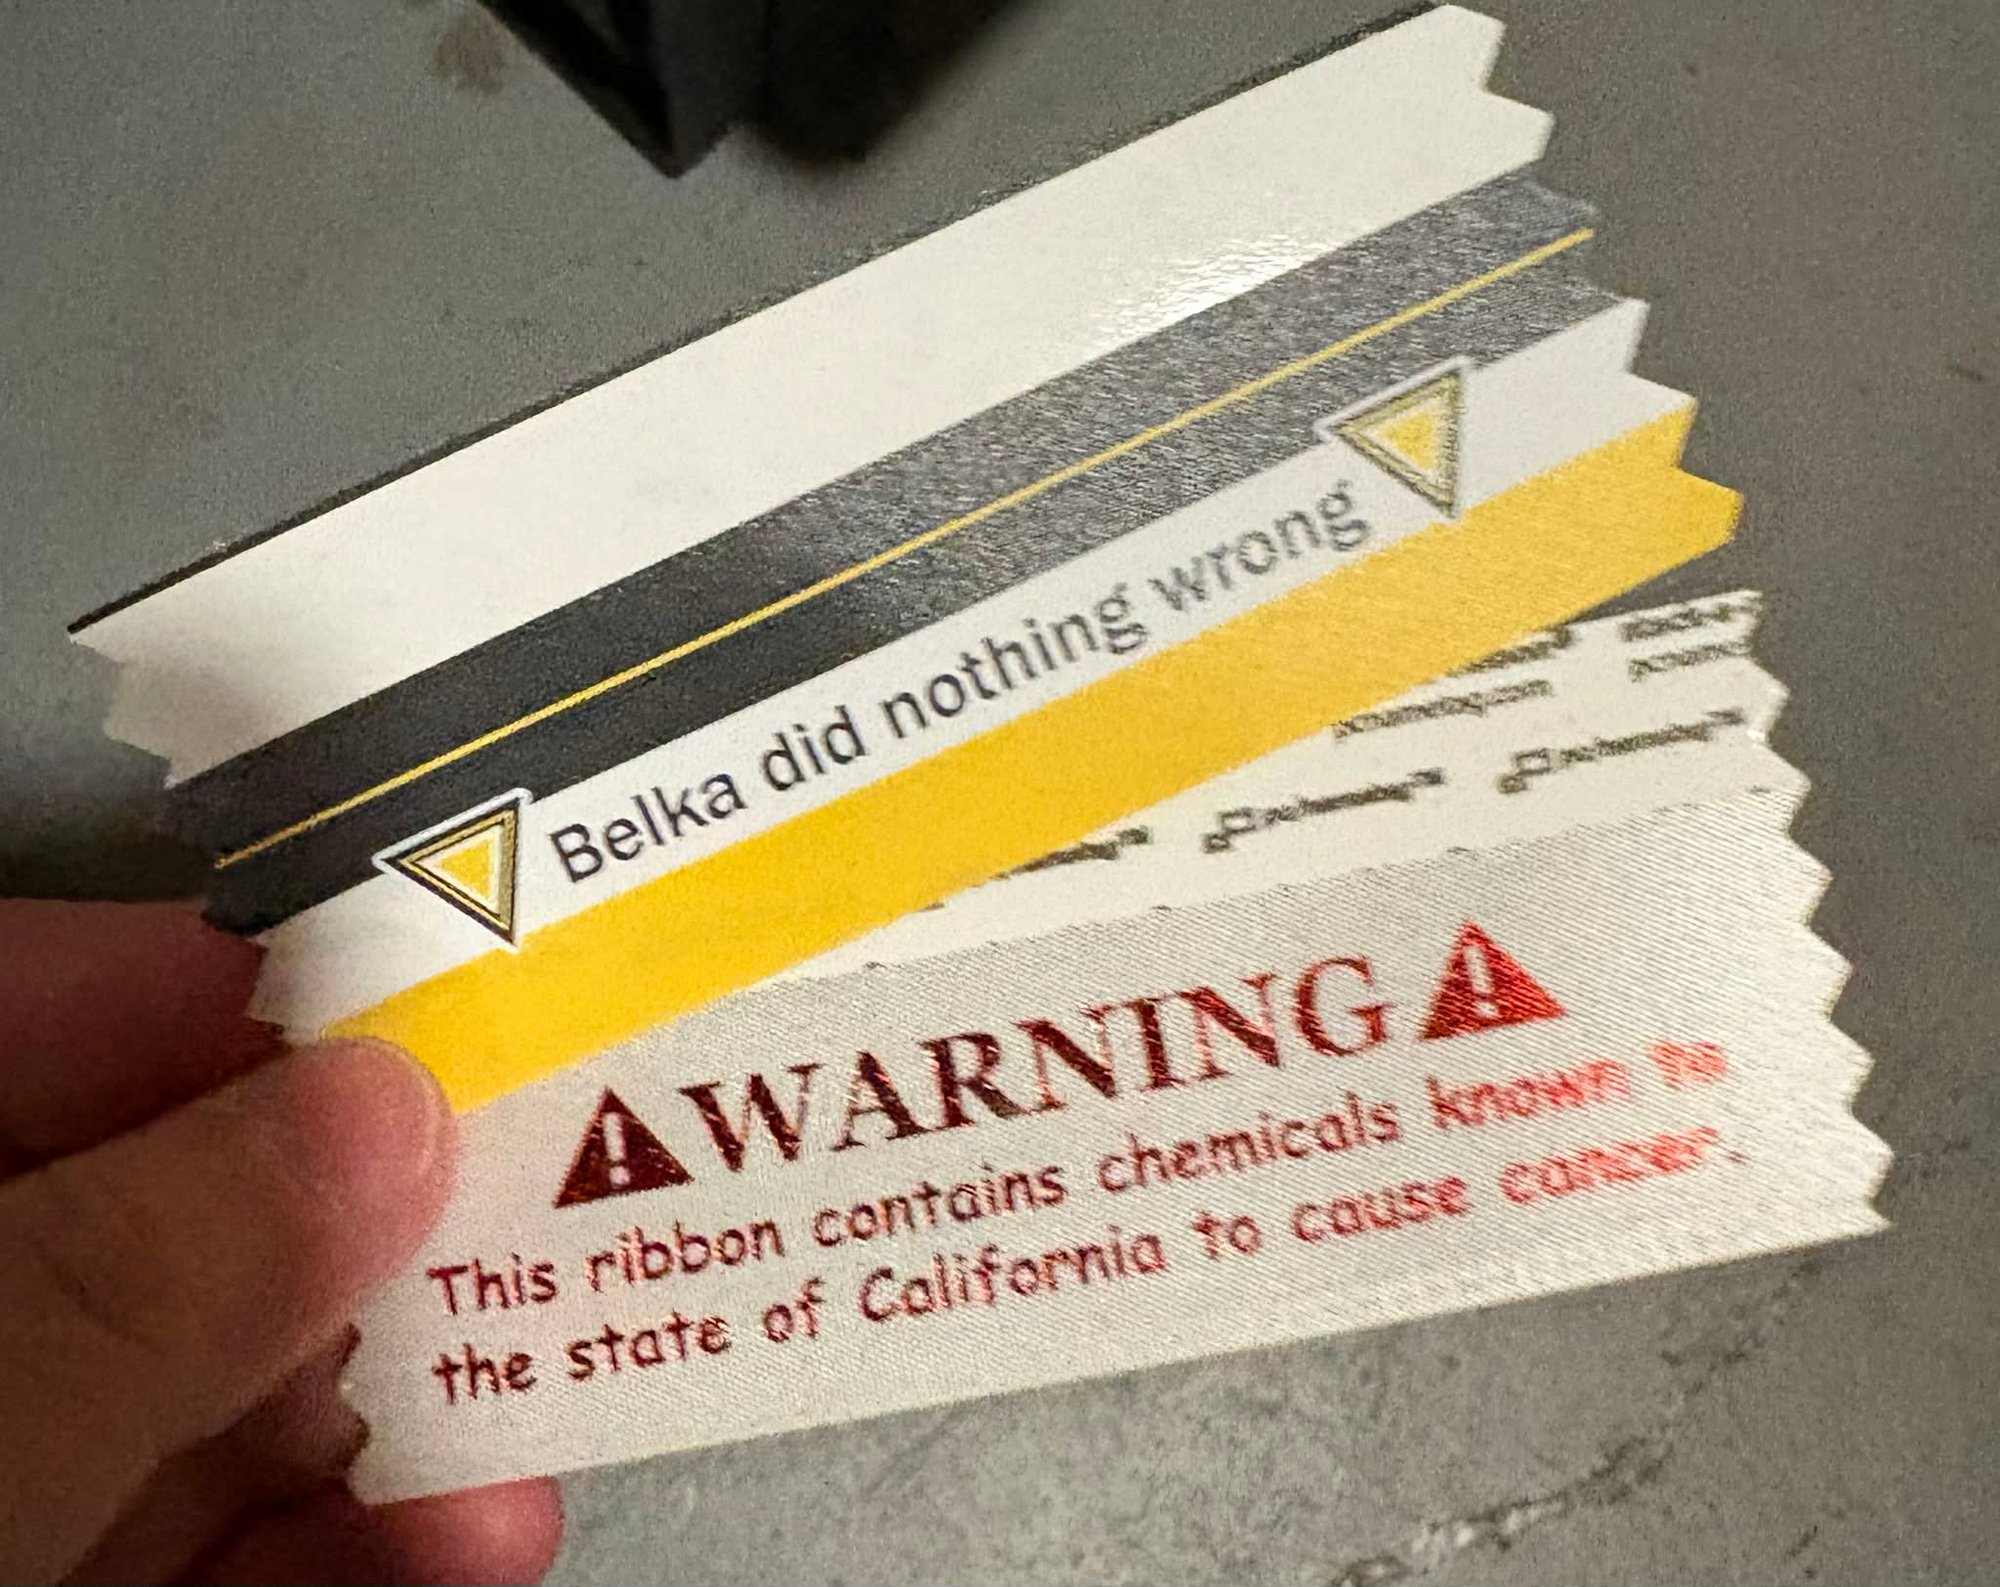 Belka did nothing wrong
WARNING
This ribbon contains chemicals known to
the state of California to cause cancer.